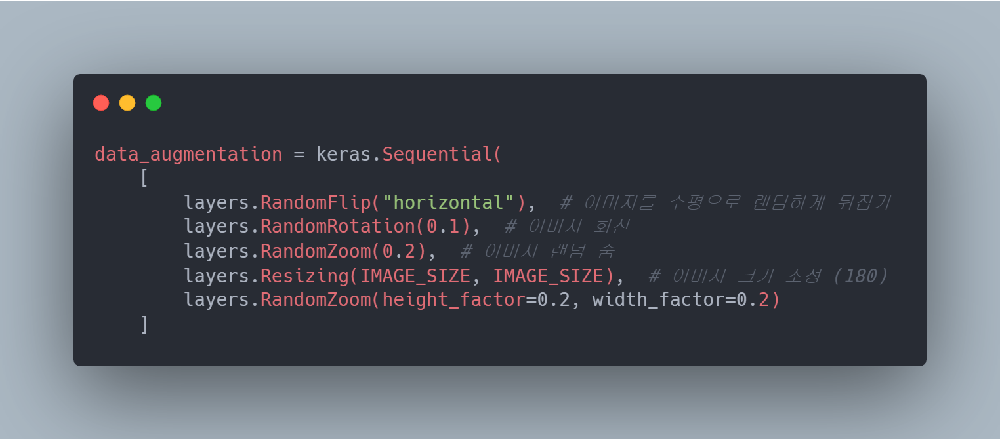 data_augmentation = keras.Sequential(
    [
        layers.RandomFlip("horizontal"),  # 이미지를 수평으로 랜덤하게 뒤집기
        layers.RandomRotation(0.1),  # 이미지 회전
        layers.RandomZoom(0.2),  # 이미지 랜덤 줌
        layers.Resizing(IMAGE_SIZE, IMAGE_SIZE),  # 이미지 크기 조정 (180)
        layers.RandomZoom(height_factor=0.2, width_factor=0.2)
    ]